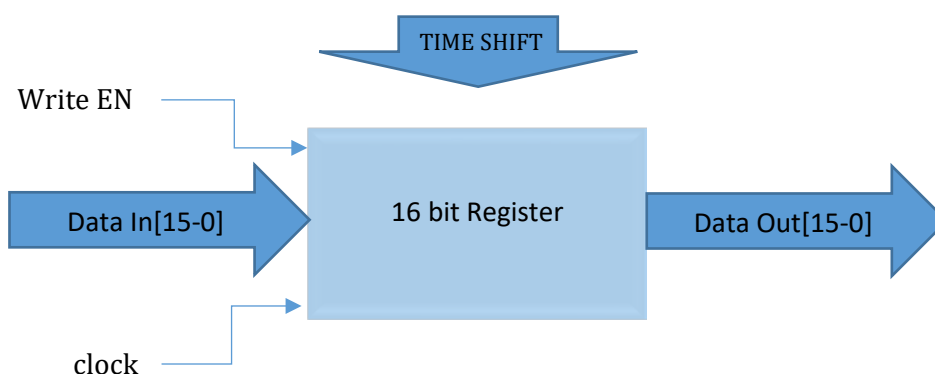 TIME SHIFT
Write EN
Data In[15-0]
16 bit Register
Data Out[15-0]
clock